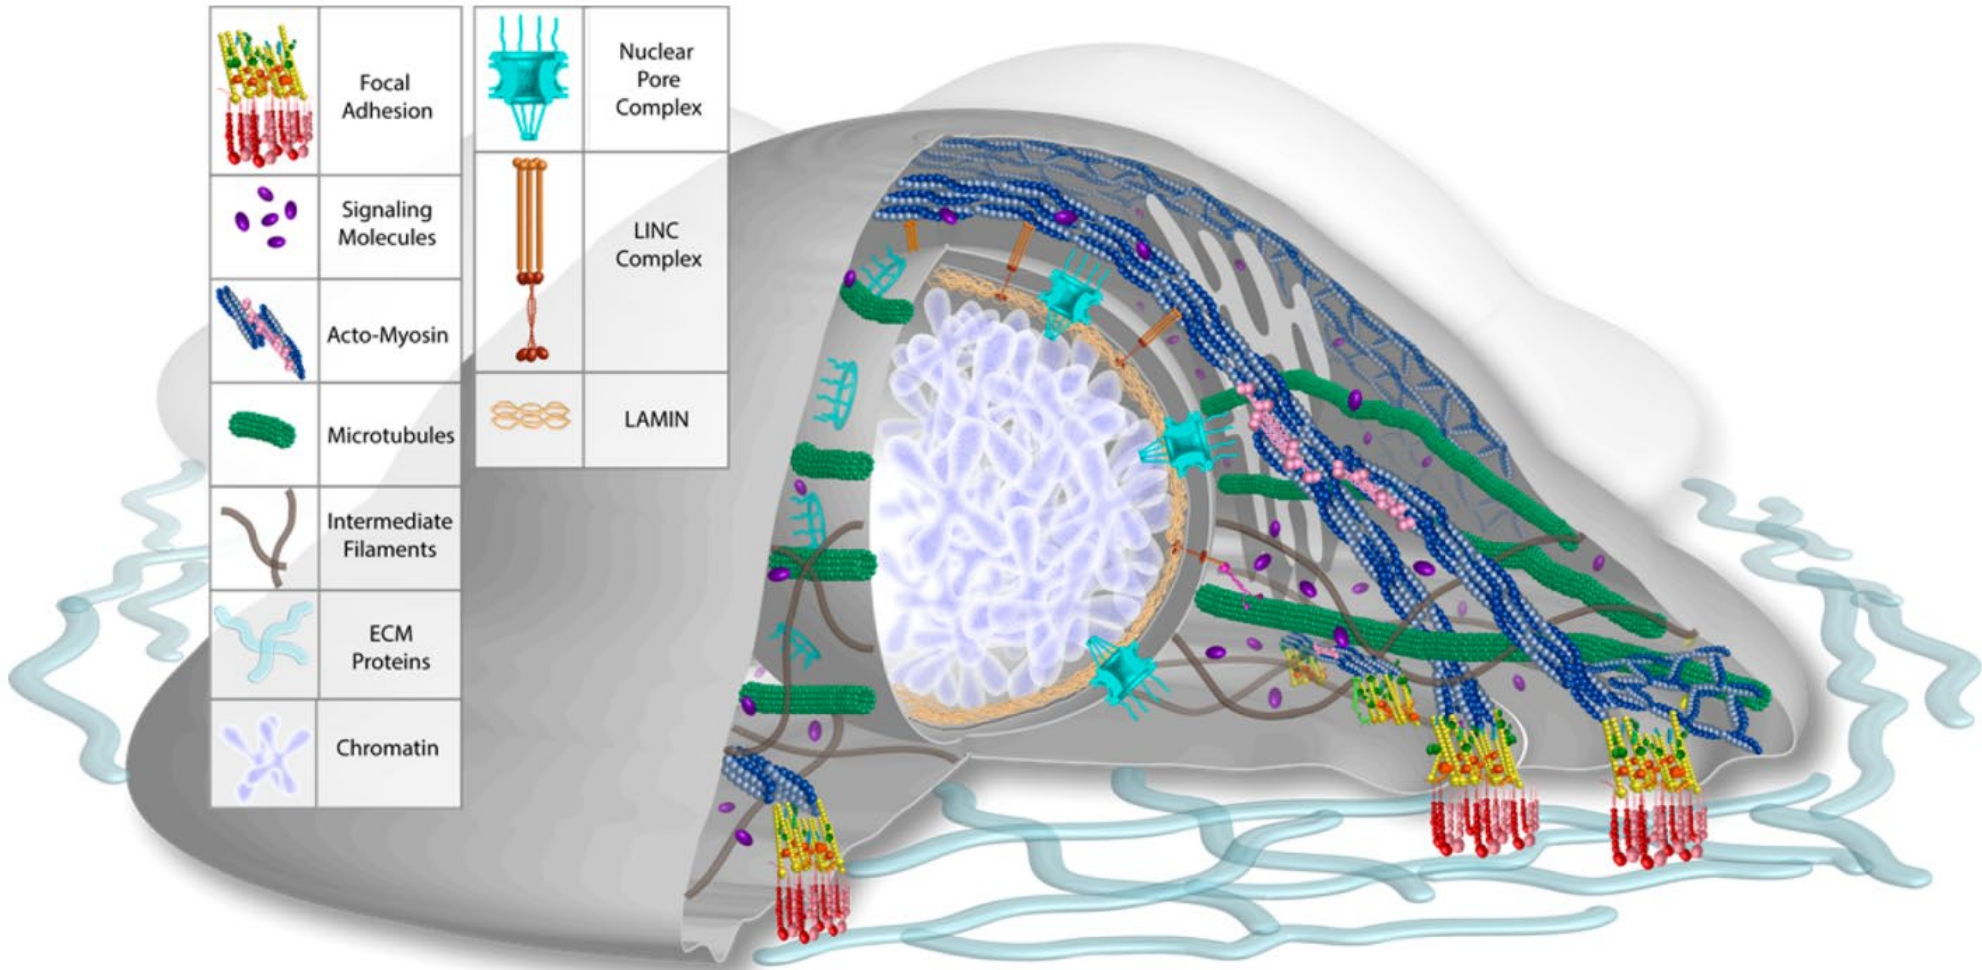 Focal
Adhesion
Signaling
Molecules
Acto-Myosin
Microtubules
Intermediate
Filaments
ECM
Proteins
Chromatin
Nuclear
Pore
Complex
LINC
Complex
LAMIN